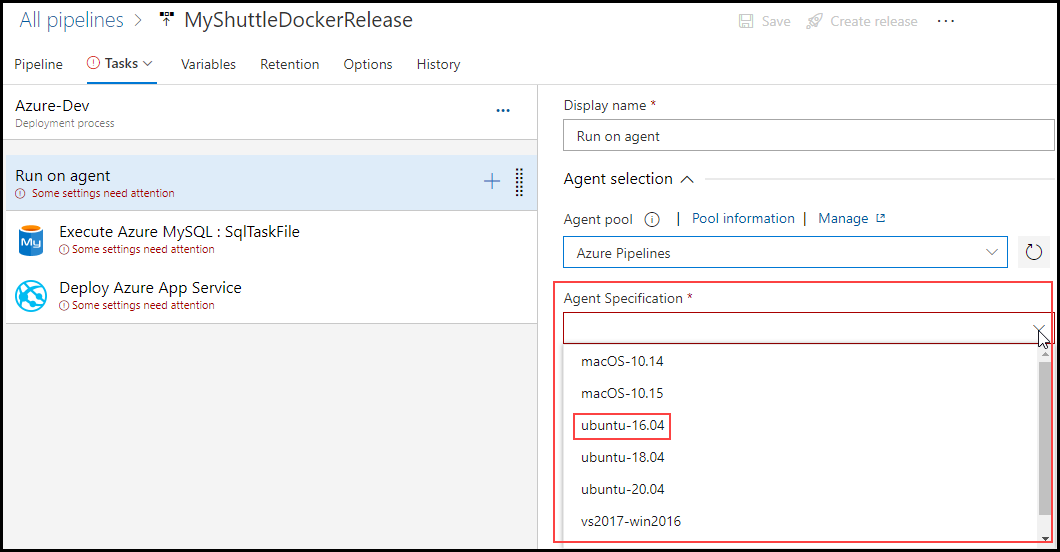 All pipelines > MyShuttleDockerRelease
Save Create release ...
Pipeline Tasks Variables Retention Options History
Azure-Dev
Deployment process
Run on agent
Some settings need attention
Execute Azure MySQL : SqlTaskFile
Some settings need attention
Deploy Azure App Service
Some settings need attention
My
Display name *
Run on agent
Agent selection
Agent pool | Pool information | Manage
Azure Pipelines
Agent Specification *
macOS-10.14
macOS-10.15
ubuntu-16.04
ubuntu-18.04
ubuntu-20.04
vs2017-win2016